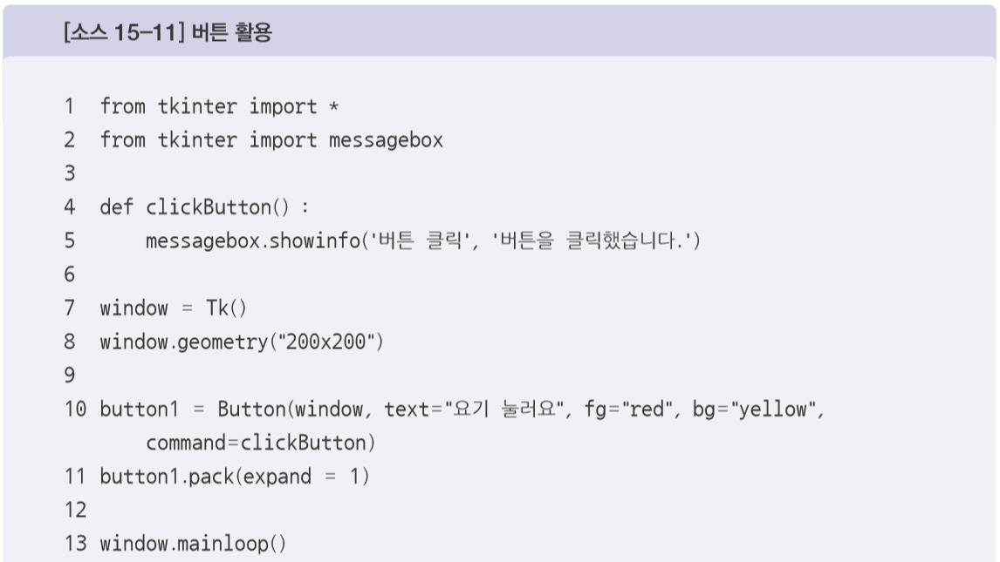 [소스 15–11] 버튼 활용
1 from tkinter import *
2 from tkinter import messagebox
3
4 def clickButton() :
5     messagebox.showinfo('버튼 클릭', '버튼을 클릭했습니다.')
6
7 window = Tk()
8 window.geometry("200x200")
9
10 button1 = Button(window, text="요기 눌러요", fg="red", bg="yellow",
command=clickButton)
11 button1.pack(expand = 1)
12
13 window.mainloop()